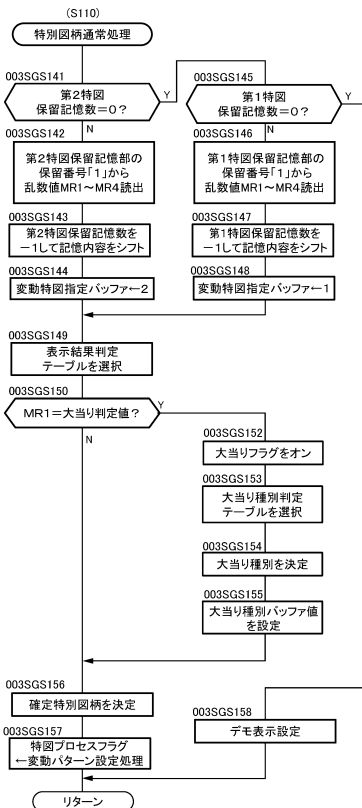 (S110)
特別図柄通常処理
003SGS141
第2特図
保留記憶数=0?
Y
N
003SGS142
第2特図保留記憶部の
保留番号「1」から
乱数値MR1~MR4読出
003SGS143
第2特図保留記憶数を
-1して記憶内容をシフト
003SGS144
変動特図指定バッファ←2
003SGS145
第1特図
保留記憶数=0?
Y
N
003SGS146
第1特図保留記憶部の
保留番号「1」から
乱数値MR1~MR4読出
003SGS147
第1特図保留記憶数を
-1して記憶内容をシフト
003SGS148
変動特図指定バッファ←1
003SGS149
表示結果判定
テーブルを選択
003SGS150
MR1=大当り判定値?
Y
N
003SGS152
大当りフラグをオン
003SGS153
大当り種別判定
テーブルを選択
003SGS154
大当り種別を決定
003SGS155
大当り種別バッファ値
を設定
003SGS156
確定特別図柄を決定
003SGS157
特図プロセスフラグ
←変動パターン設定処理
003SGS158
デモ表示設定
リターン